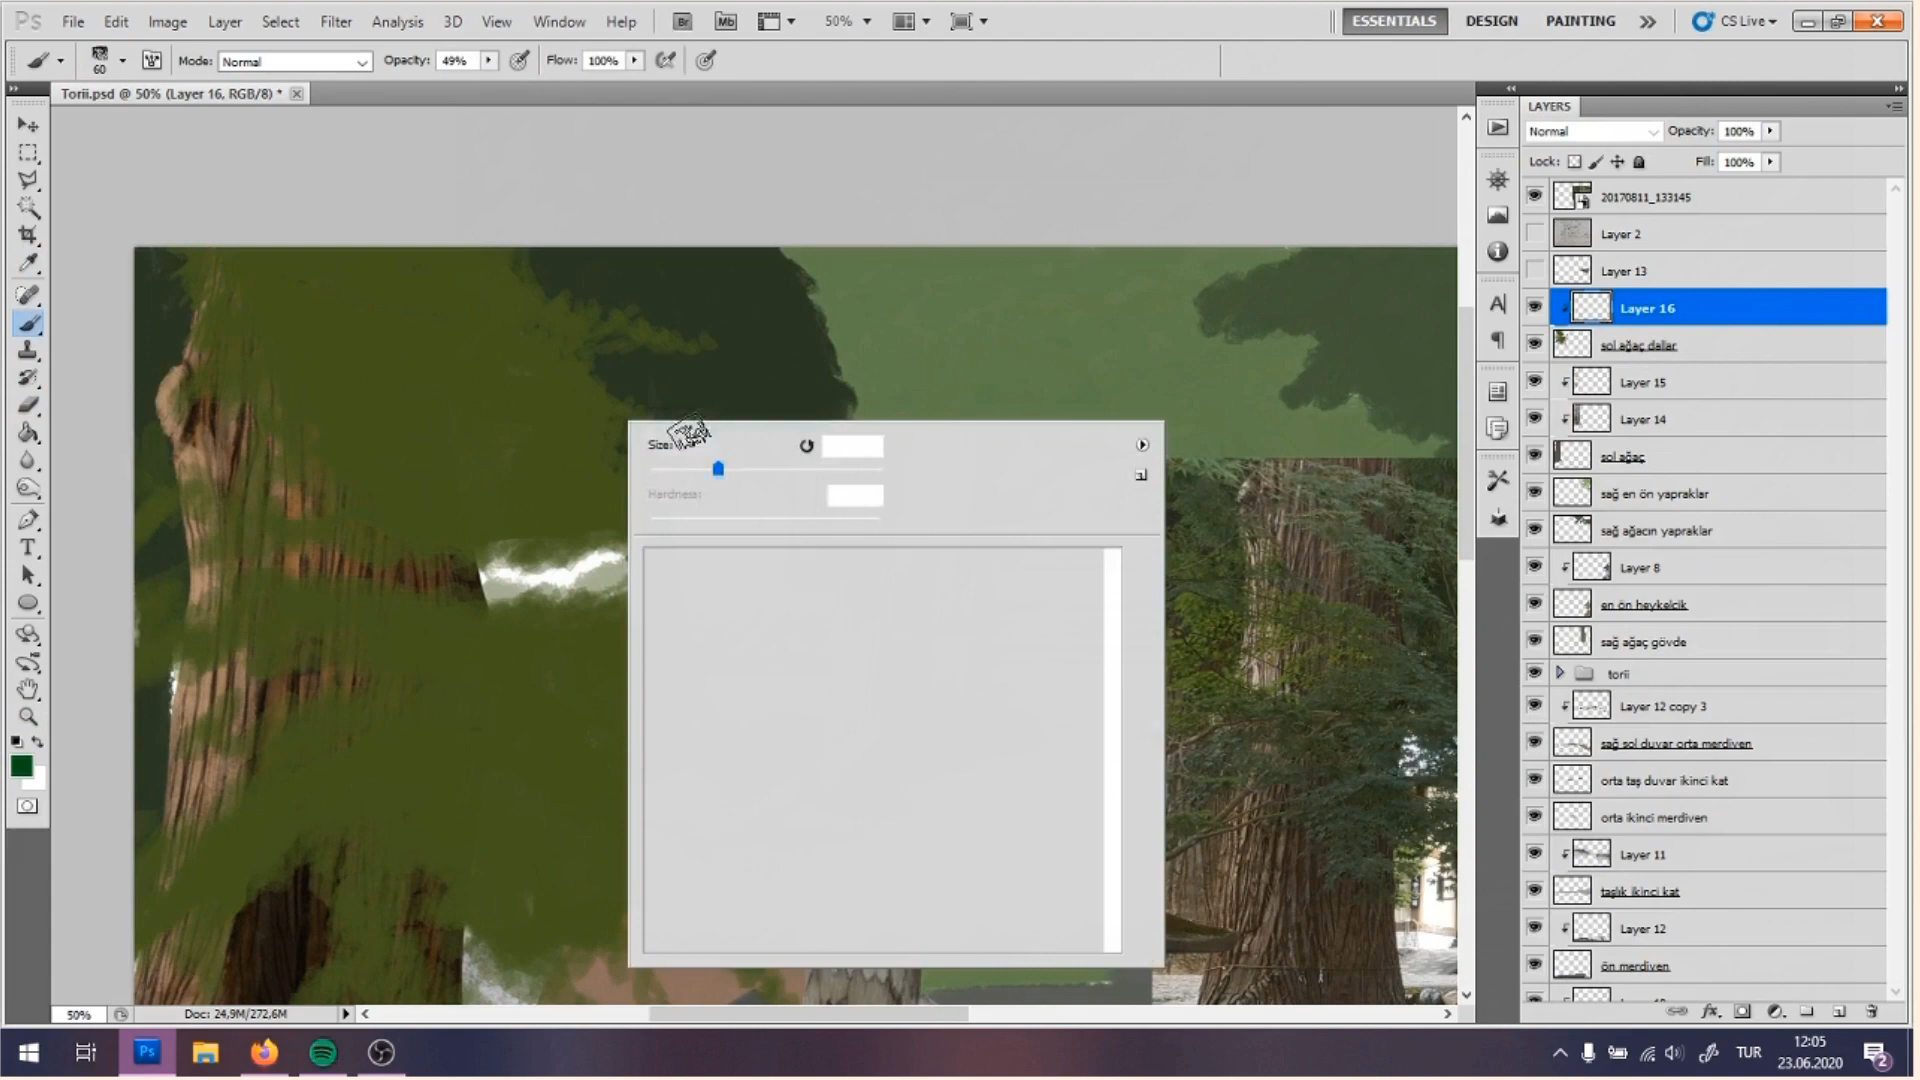 Ps File Edit Image Layer Select Filter Analysis 3D View Window Help Br Mb 50% ESSENTIALS DESIGN PAINTING CS Live
60 Mode: Normal Opacity: 49% Flow: 100%
Torii.psd @ 50% (Layer 16, RGB/8) *
Size:
Hardness:
LAYERS
Normal Opacity: 100%
Lock: Fill: 100%
20170811_133145
Layer 2
Layer 13
Layer 16
sol ağaç dallar
Layer 15
Layer 14
sol ağaç
sağ en ön yapraklar
sağ ağacın yapraklar
Layer 8
en ön heykelcik
sağ ağaç gövde
torii
Layer 12 copy 3
sağ sol duvar orta merdiven
orta taş duvar ikinci kat
orta ikinci merdiven
Layer 11
taşlık ikinci kat
Layer 12
ön merdiven
50% Doc: 24,9M/272,6M
Ps TUR 12:05
23.06.2020
2